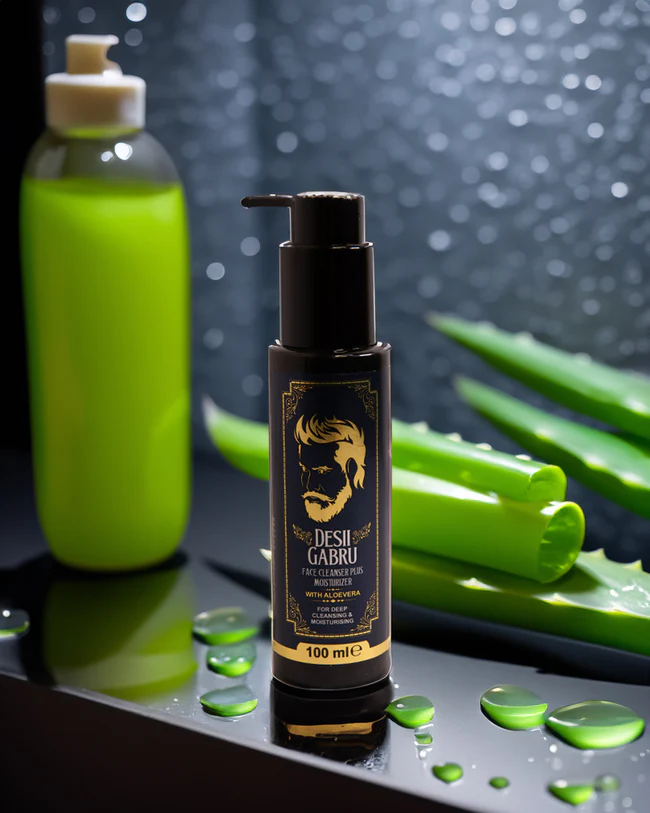 DESII
GABRU
FACE CLEANSER PLUS
MOISTURIZER
WITH ALOEVERA
FOR DEEP
CLEANSING &
MOISTURISING
100 ml℮